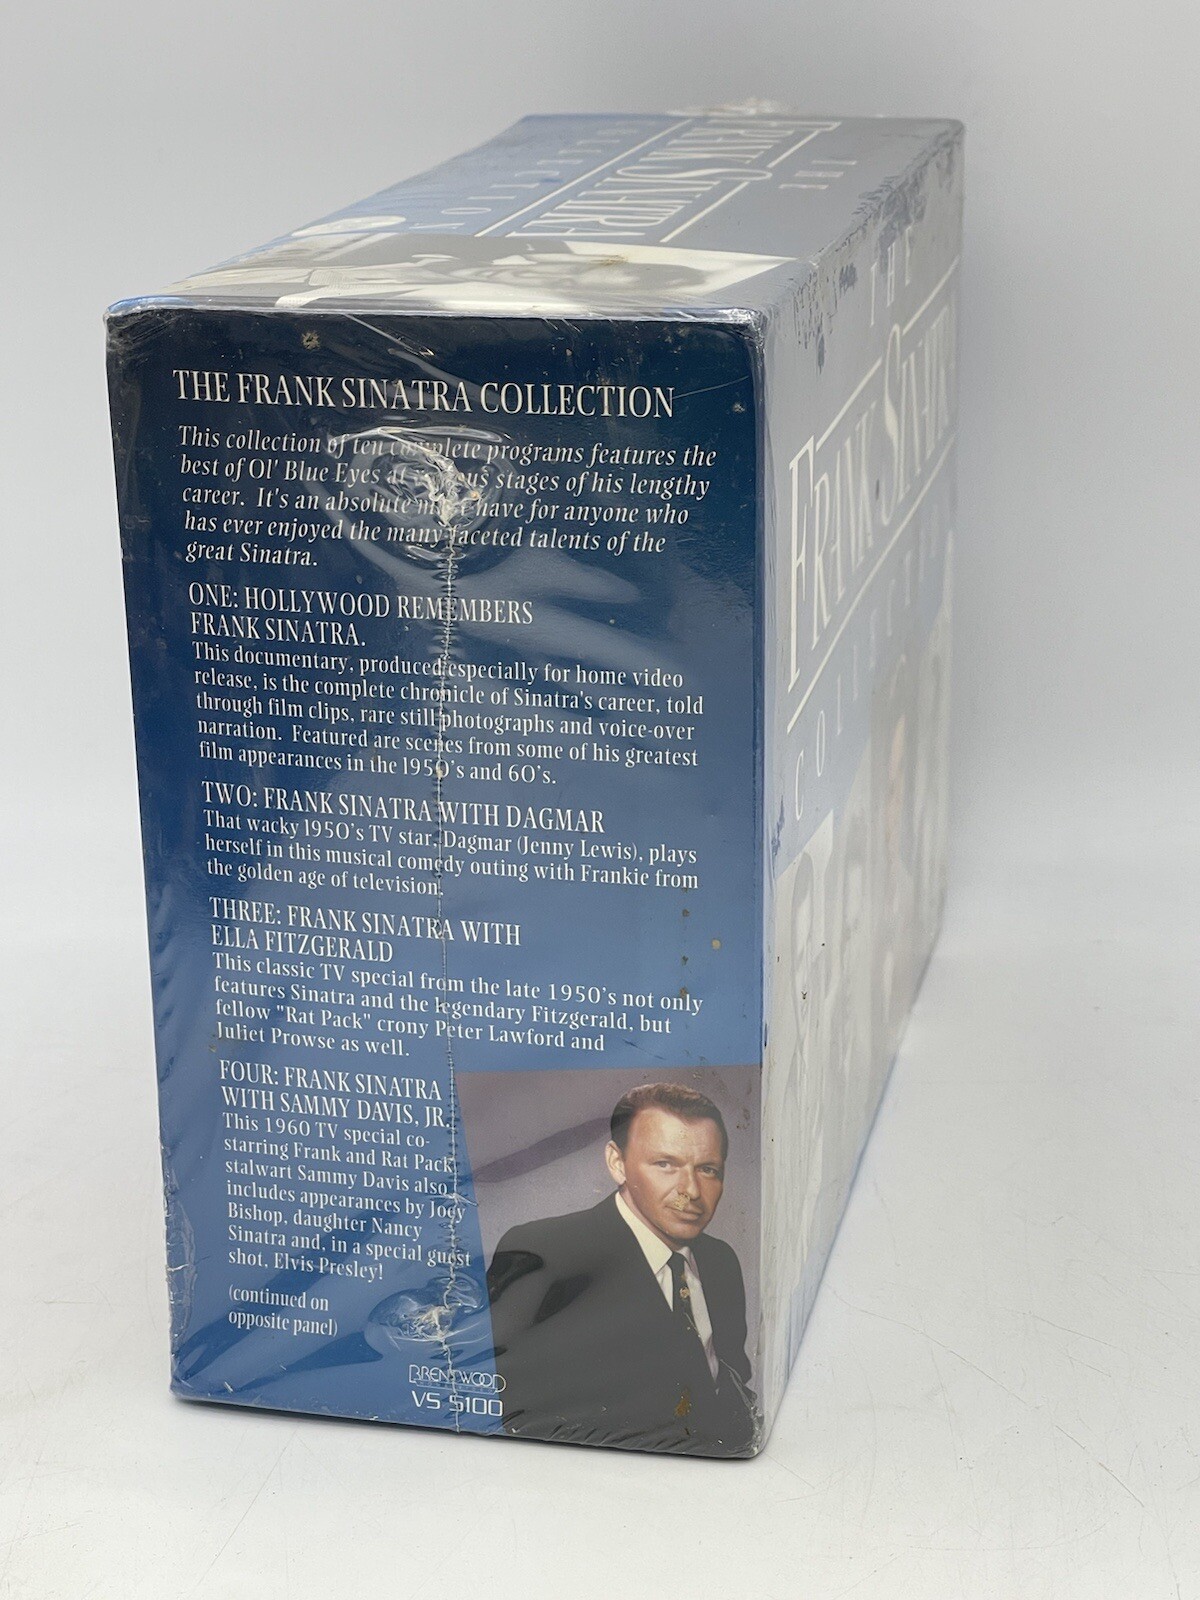 THE
FRANK SINATRA
COLLECTION
THE
FRANK SINATRA
THE FRANK SINATRA COLLECTION
This collection of ten complete programs features the
best of Ol' Blue Eyes at various stages of his lengthy
career. It's an absolute must have for anyone who
has ever enjoyed the many faceted talents of the
great Sinatra.
ONE: HOLLYWOOD REMEMBERS
FRANK SINATRA.
This documentary, produced especially for home video
release, is the complete chronicle of Sinatra's career, told
through film clips, rare still photographs and voice-over
narration. Featured are scenes from some of his greatest
film appearances in the 1950's and 60's.
TWO: FRANK SINATRA WITH DAGMAR
That wacky 1950's TV star, Dagmar (Jenny Lewis), plays
herself in this musical comedy outing with Frankie from
the golden age of television.
THREE: FRANK SINATRA WITH
ELLA FITZGERALD
This classic TV special from the late 1950's not only
features Sinatra and the legendary Fitzgerald, but
fellow "Rat Pack" crony Peter Lawford and
Juliet Prowse as well.
FOUR: FRANK SINATRA
WITH SAMMY DAVIS, JR.
This 1960 TV special co-
starring Frank and Rat Pack
stalwart Sammy Davis also
includes appearances by Joey
Bishop, daughter Nancy
Sinatra and, in a special guest
shot, Elvis Presley!
(continued on
opposite panel)
BRENTWOOD
VS 5100